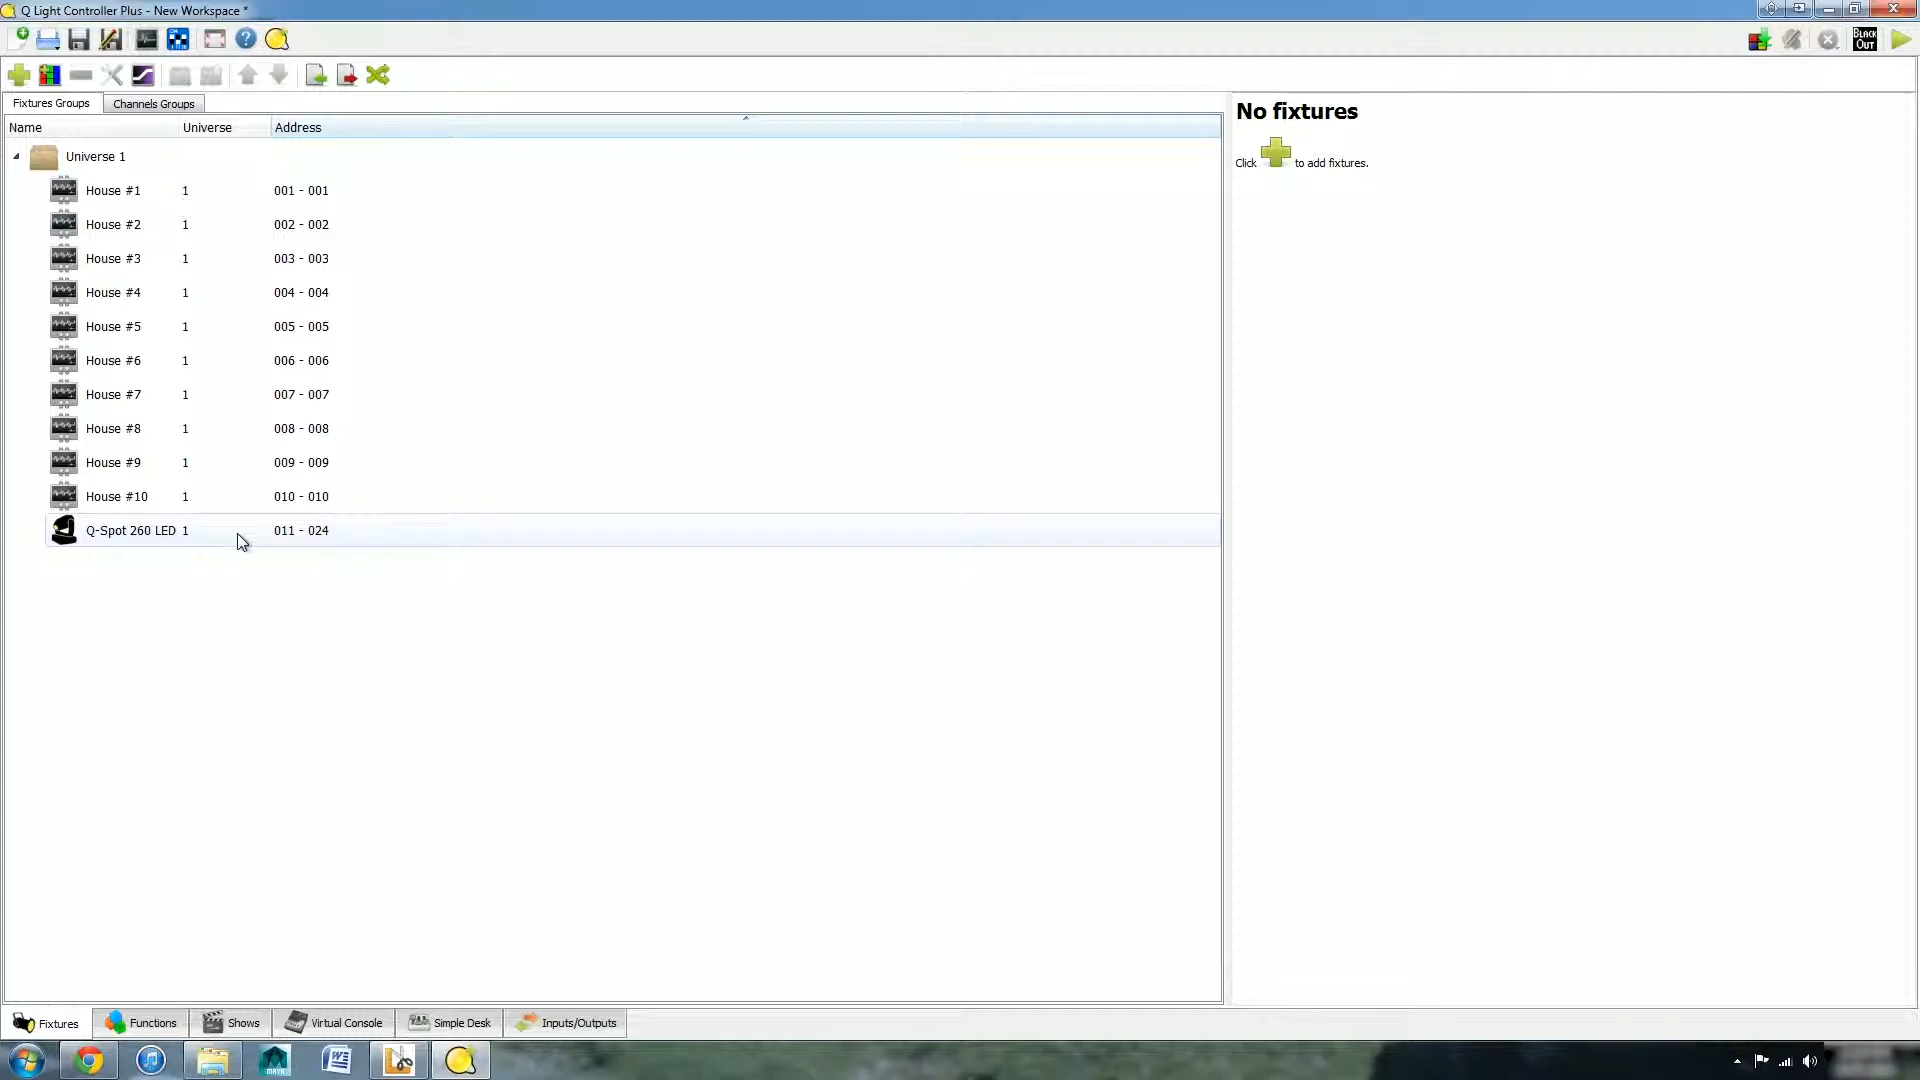 Q Light Controller Plus - New Workspace *
BLACK OUT
Fixtures Groups Channels Groups
Name Universe Address
Universe 1
House #1 1 001 - 001
House #2 1 002 - 002
House #3 1 003 - 003
House #4 1 004 - 004
House #5 1 005 - 005
House #6 1 006 - 006
House #7 1 007 - 007
House #8 1 008 - 008
House #9 1 009 - 009
House #10 1 010 - 010
Q-Spot 260 LED 1 011 - 024
No fixtures
Click to add fixtures.
Fixtures Functions Shows Virtual Console Simple Desk Inputs/Outputs
MAYA